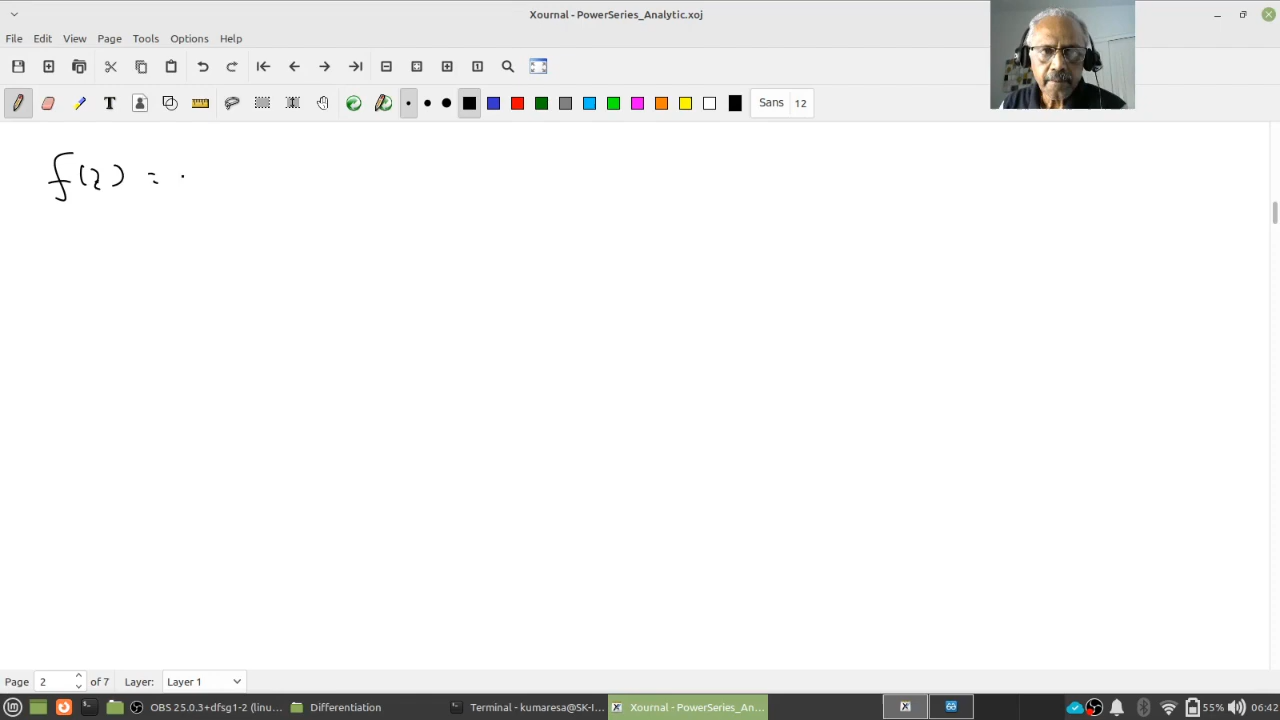 Xournal - PowerSeries_Analytic.xoj
File Edit View Page Tools Options Help
Sans 12
f(z) =
Page 2 of 7 Layer: Layer 1
OBS 25.0.3+dfsg1-2 (linu... Differentiation Terminal - kumaresa@SK-I... Xournal - PowerSeries_An... 55% 06:42